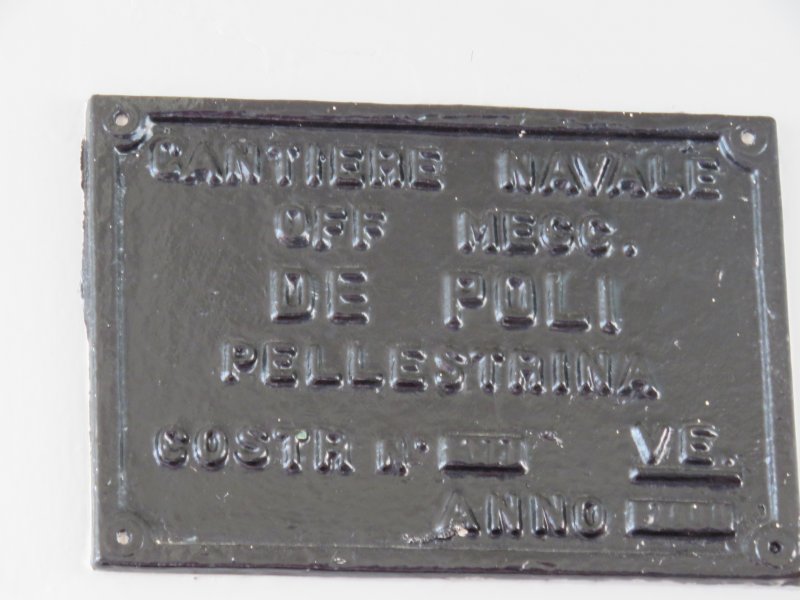 CANTIERE NAVALE
OFF MECC.
DE POLI
PELLESTRINA
COSTR N° VE.
ANNO